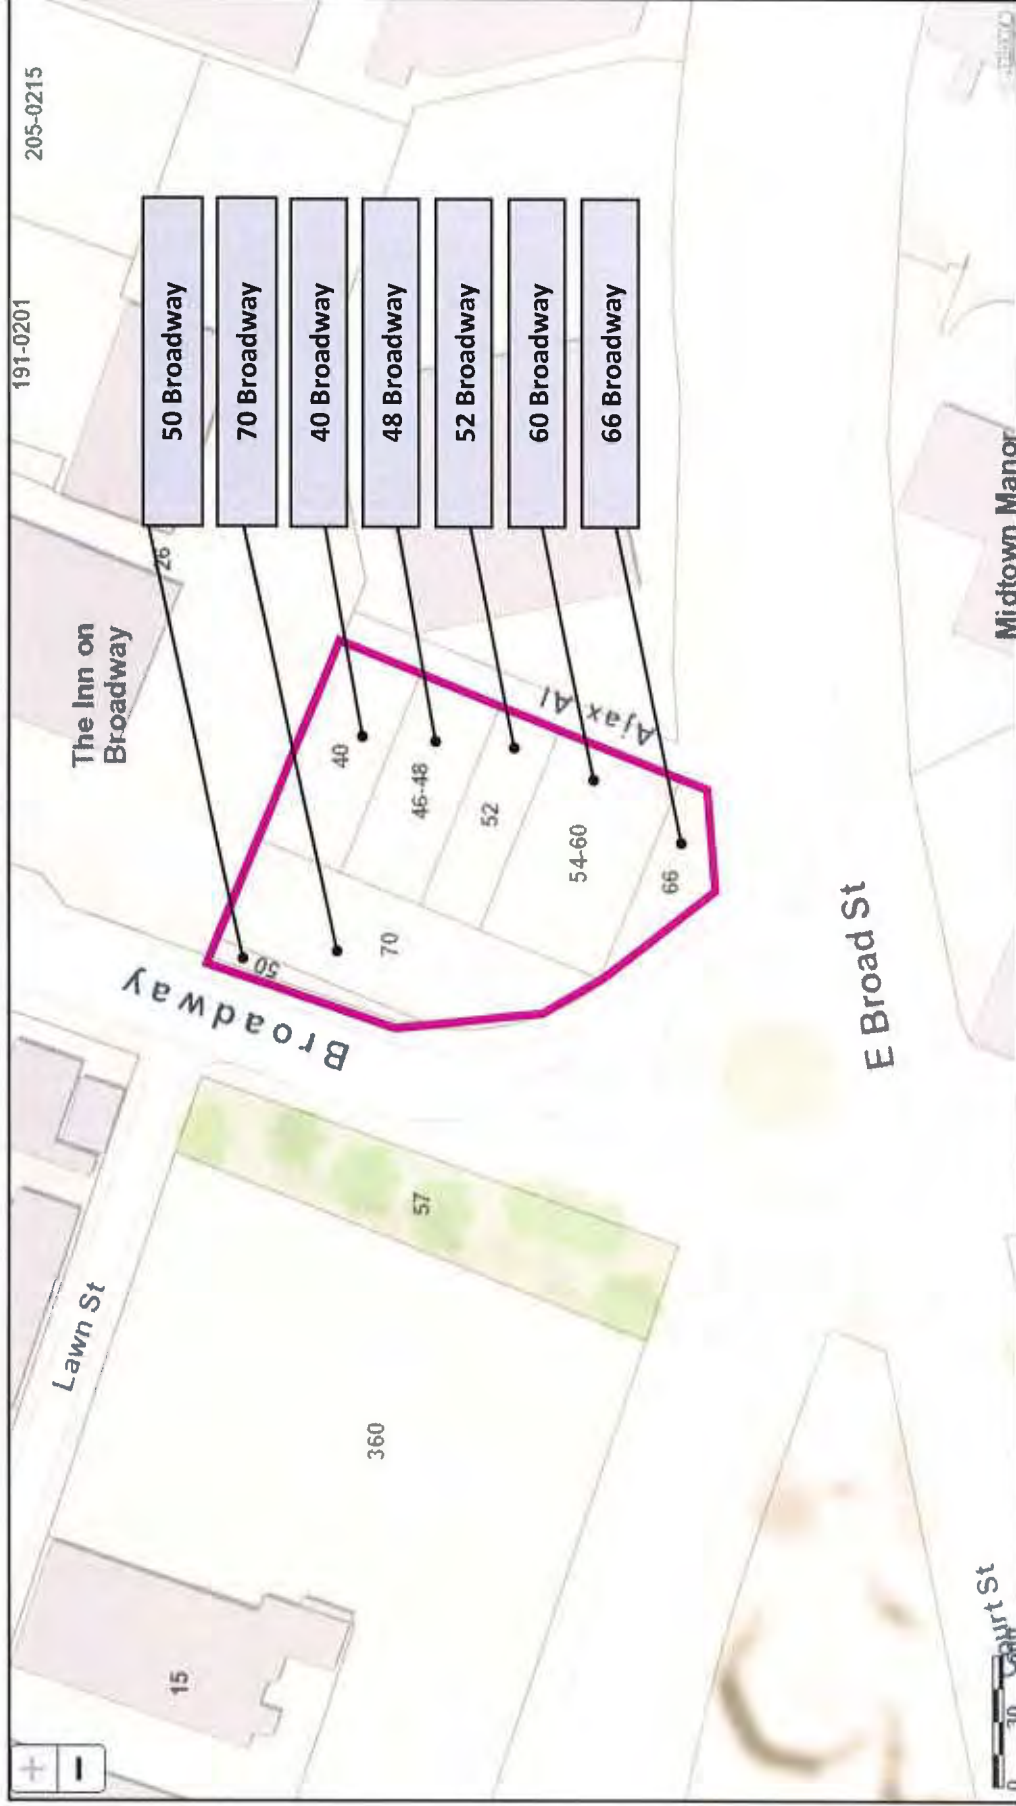 205-0215
191-0201
50 Broadway
70 Broadway
40 Broadway
48 Broadway
52 Broadway
60 Broadway
66 Broadway
26
The Inn on
Broadway
40
46-48
52
54-60
66
70
50
Ajax Al
Broadway
E Broad St
Midtown Manor
57
Lawn St
360
15
0
30
+
−